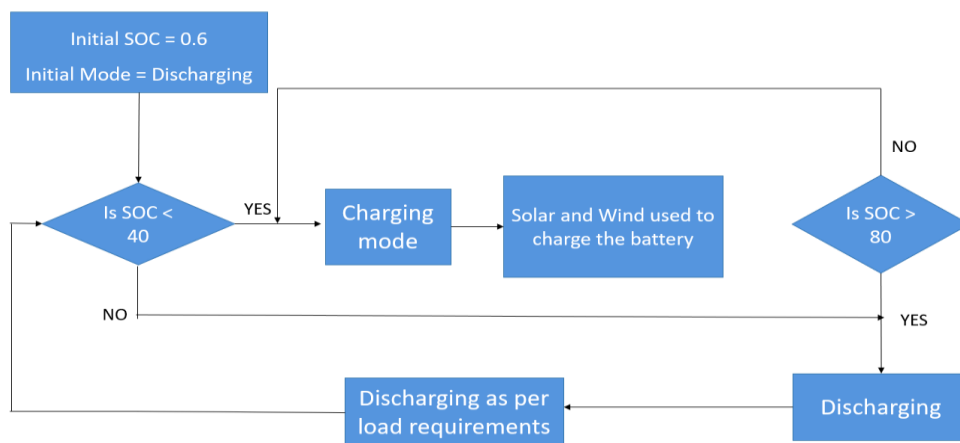 Initial SOC = 0.6
Initial Mode = Discharging
NO
Is SOC <
40
YES
Charging
mode
Solar and Wind used to
charge the battery
Is SOC >
80
NO
YES
Discharging as per
load requirements
Discharging